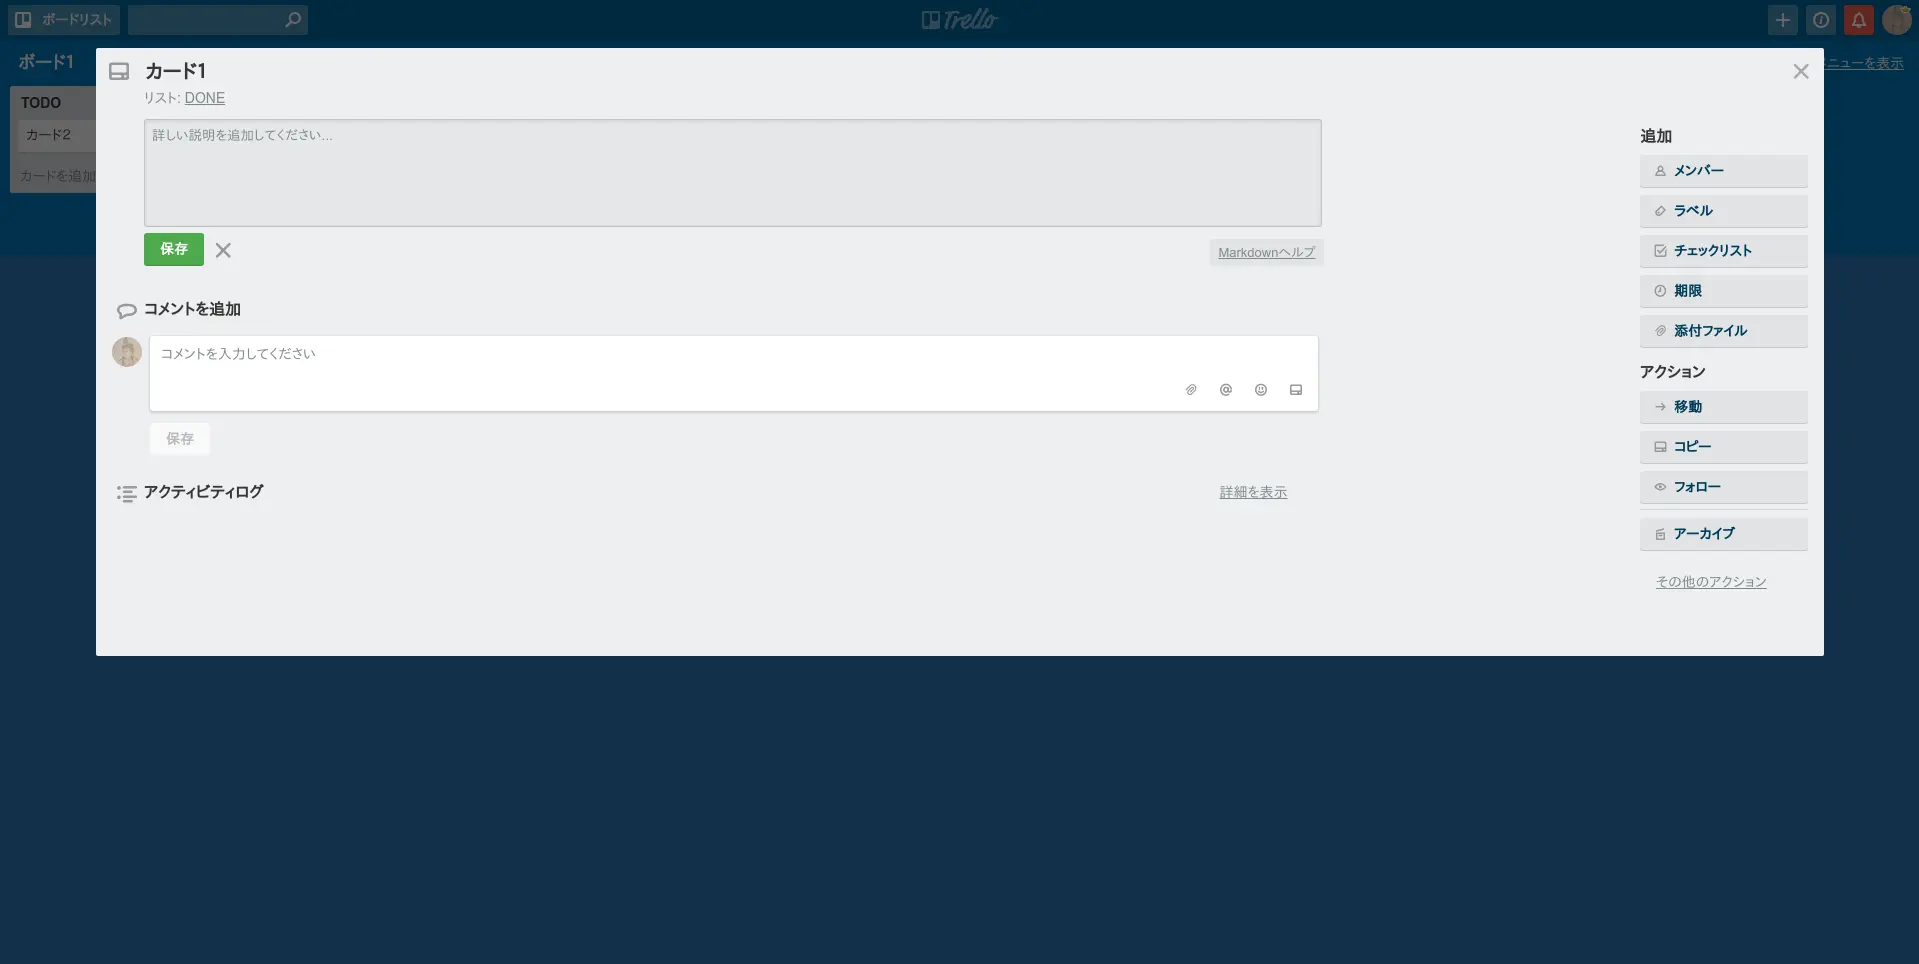 ボードリスト
Trello
ボード1
ニューを表示
TODO
カード2
カードを追加
カード1
リスト: DONE
詳しい説明を追加してください...
保存
Markdownヘルプ
コメントを追加
コメントを入力してください
保存
アクティビティログ
詳細を表示
追加
メンバー
ラベル
チェックリスト
期限
添付ファイル
アクション
移動
コピー
フォロー
アーカイブ
その他のアクション